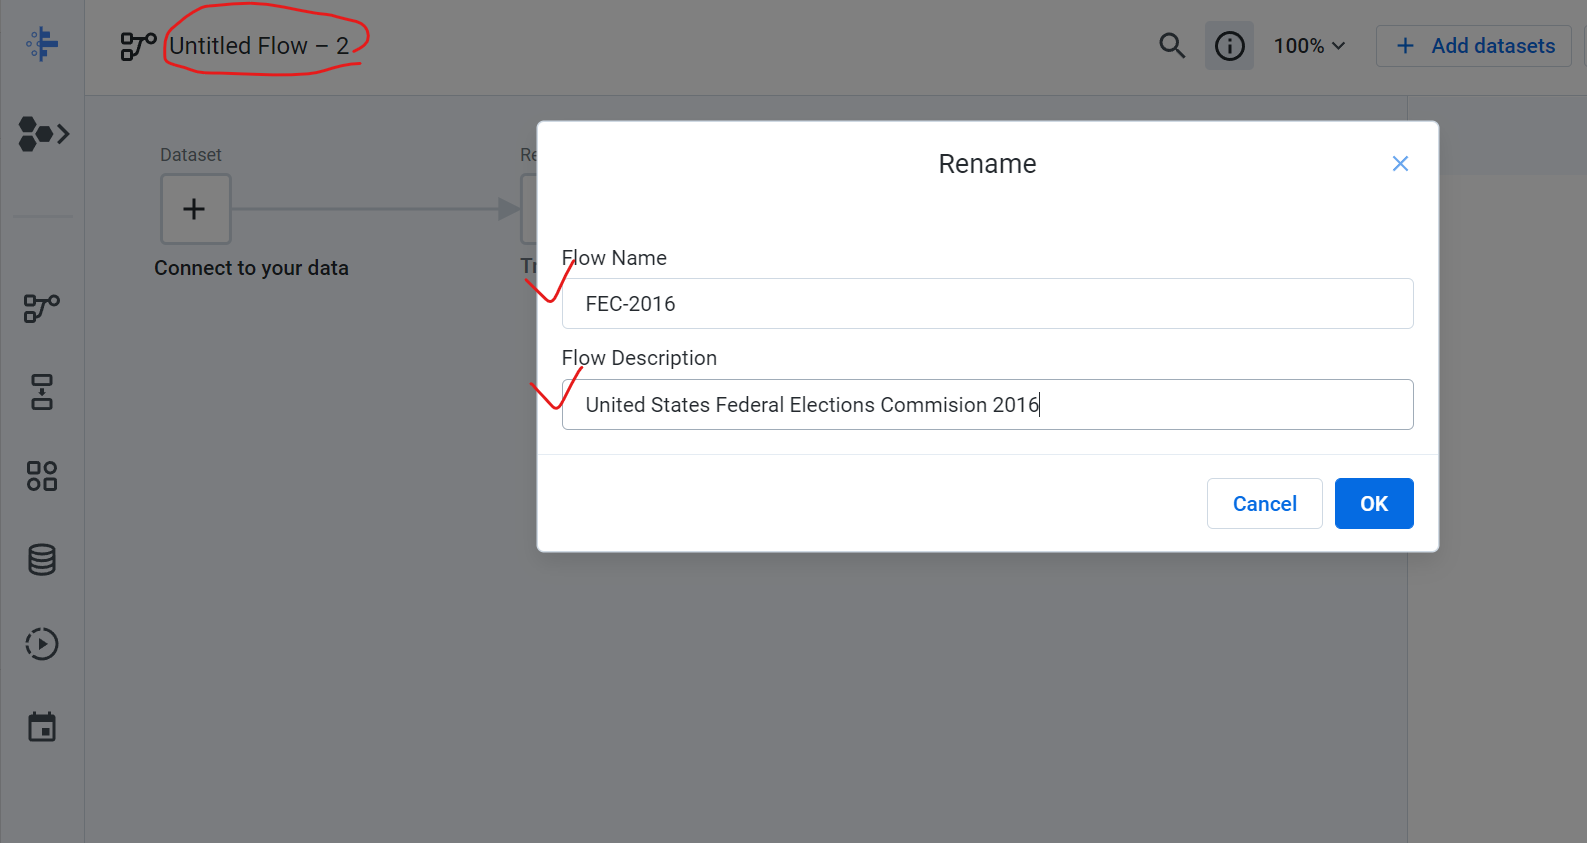 Untitled Flow – 2
100%
+ Add datasets
Dataset
Re
Rename
Connect to your data
Tr
Flow Name
FEC-2016
Flow Description
United States Federal Elections Commision 2016
Cancel
OK